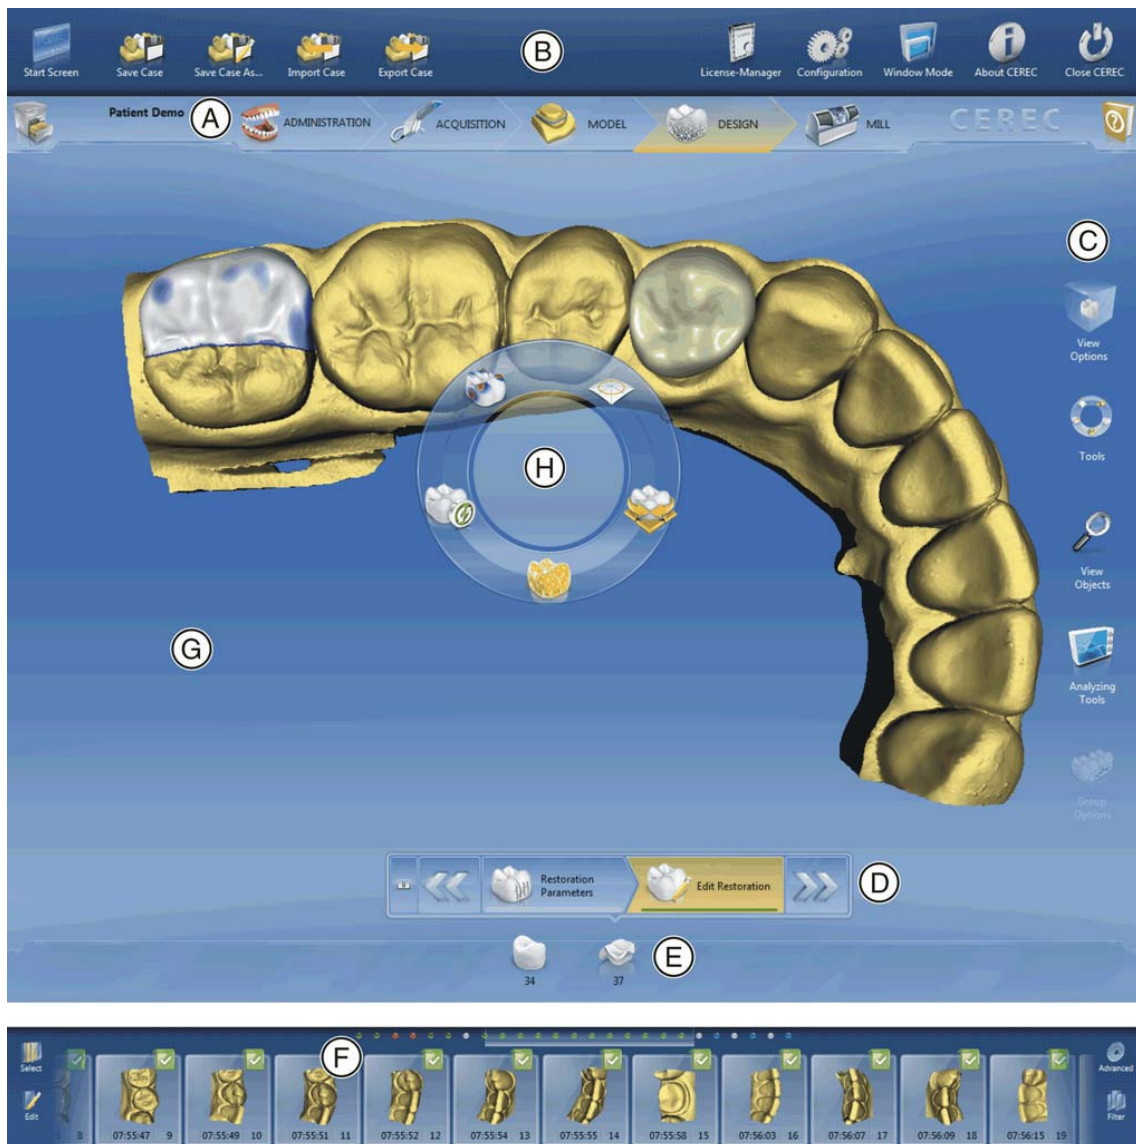 Start Screen
Save Case
Save Case As...
Import Case
Export Case
B
License-Manager
Configuration
Window Mode
About CEREC
Close CEREC
Patient Demo
A
ADMINISTRATION
ACQUISITION
MODEL
DESIGN
MILL
CEREC
C
View
Options
Tools
H
View
Objects
G
Analyzing
Tools
Group
Options
Restoration
Parameters
Edit Restoration
D
E
34
37
F
Select
Edit
Advanced
Filter
8
07:55:47 9
07:55:49 10
07:55:51 11
07:55:52 12
07:55:54 13
07:55:55 14
07:55:58 15
07:56:03 16
07:56:07 17
07:56:09 18
07:56:15 19